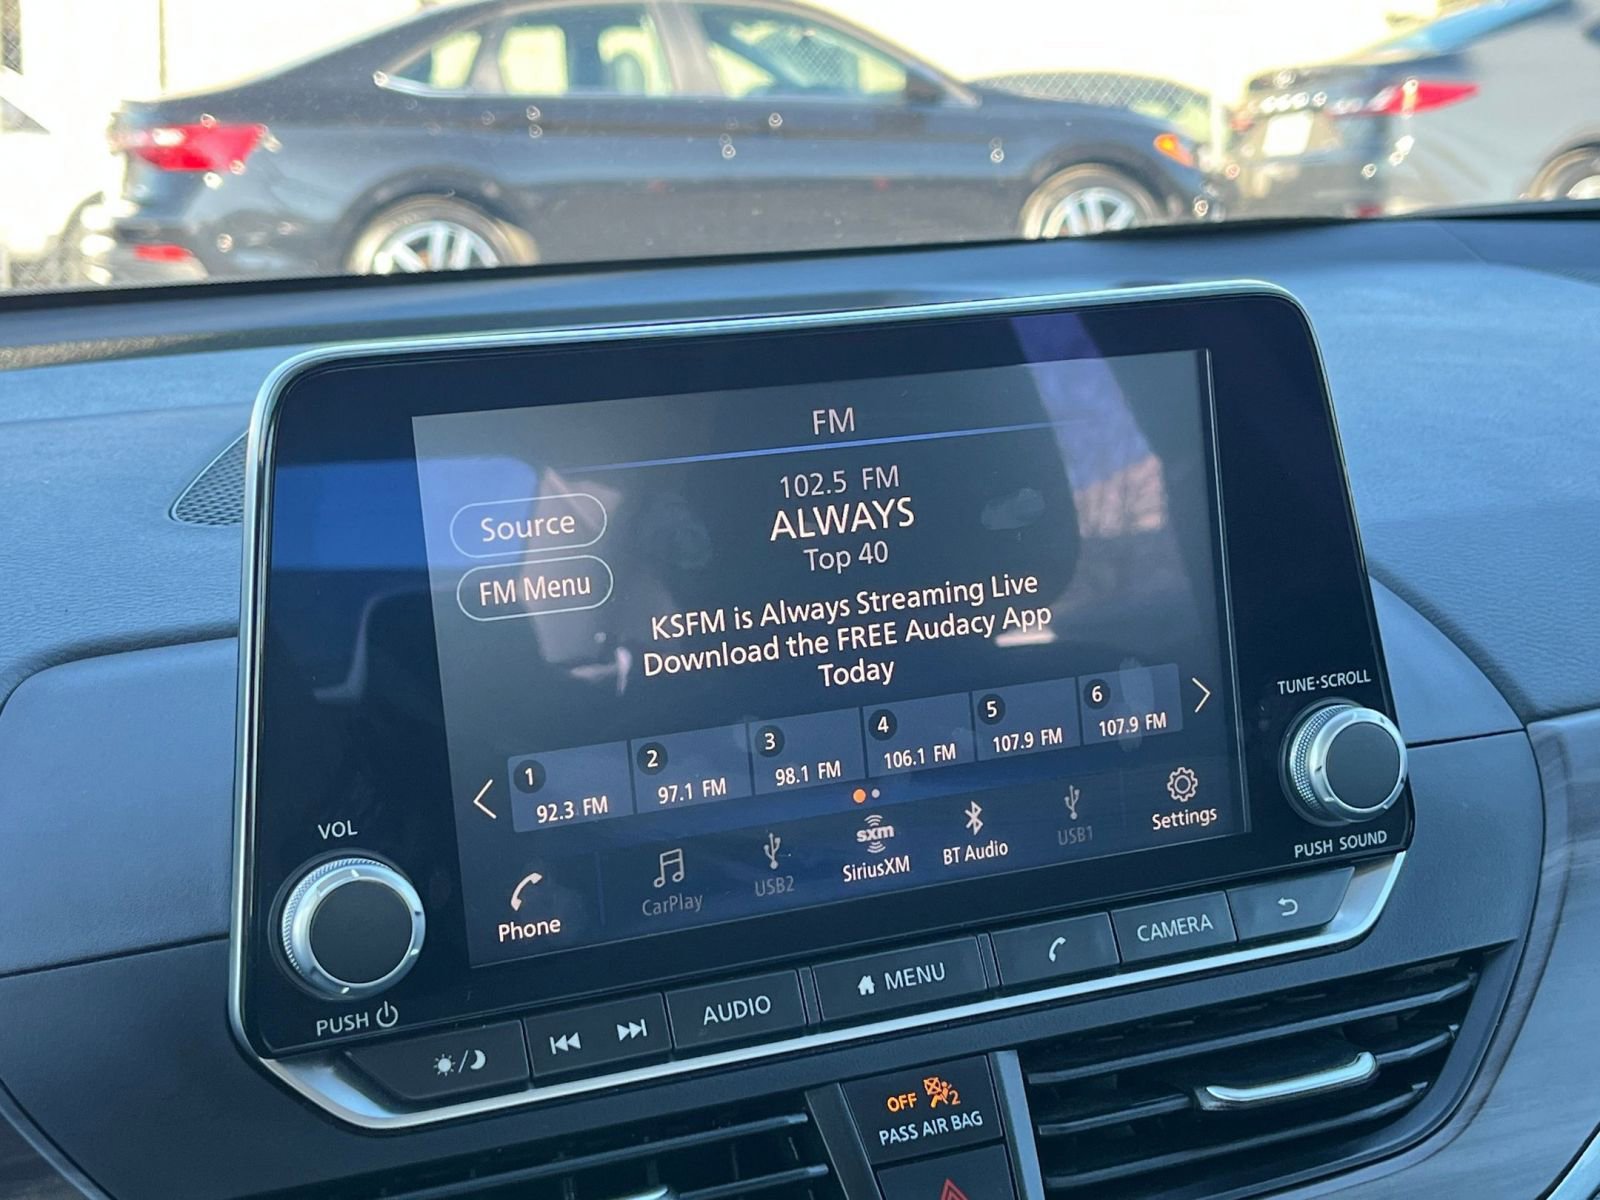 FM
102.5 FM
ALWAYS
Top 40
Source
FM Menu
KSFM is Always Streaming Live
Download the FREE Audacy App
Today
1
92.3 FM
2
97.1 FM
3
98.1 FM
4
106.1 FM
5
107.9 FM
6
107.9 FM
Phone
CarPlay
USB2
sxm
SiriusXM
BT Audio
USB1
Settings
VOL
PUSH
TUNE·SCROLL
PUSH SOUND
AUDIO
MENU
CAMERA
OFF 2
PASS AIR BAG